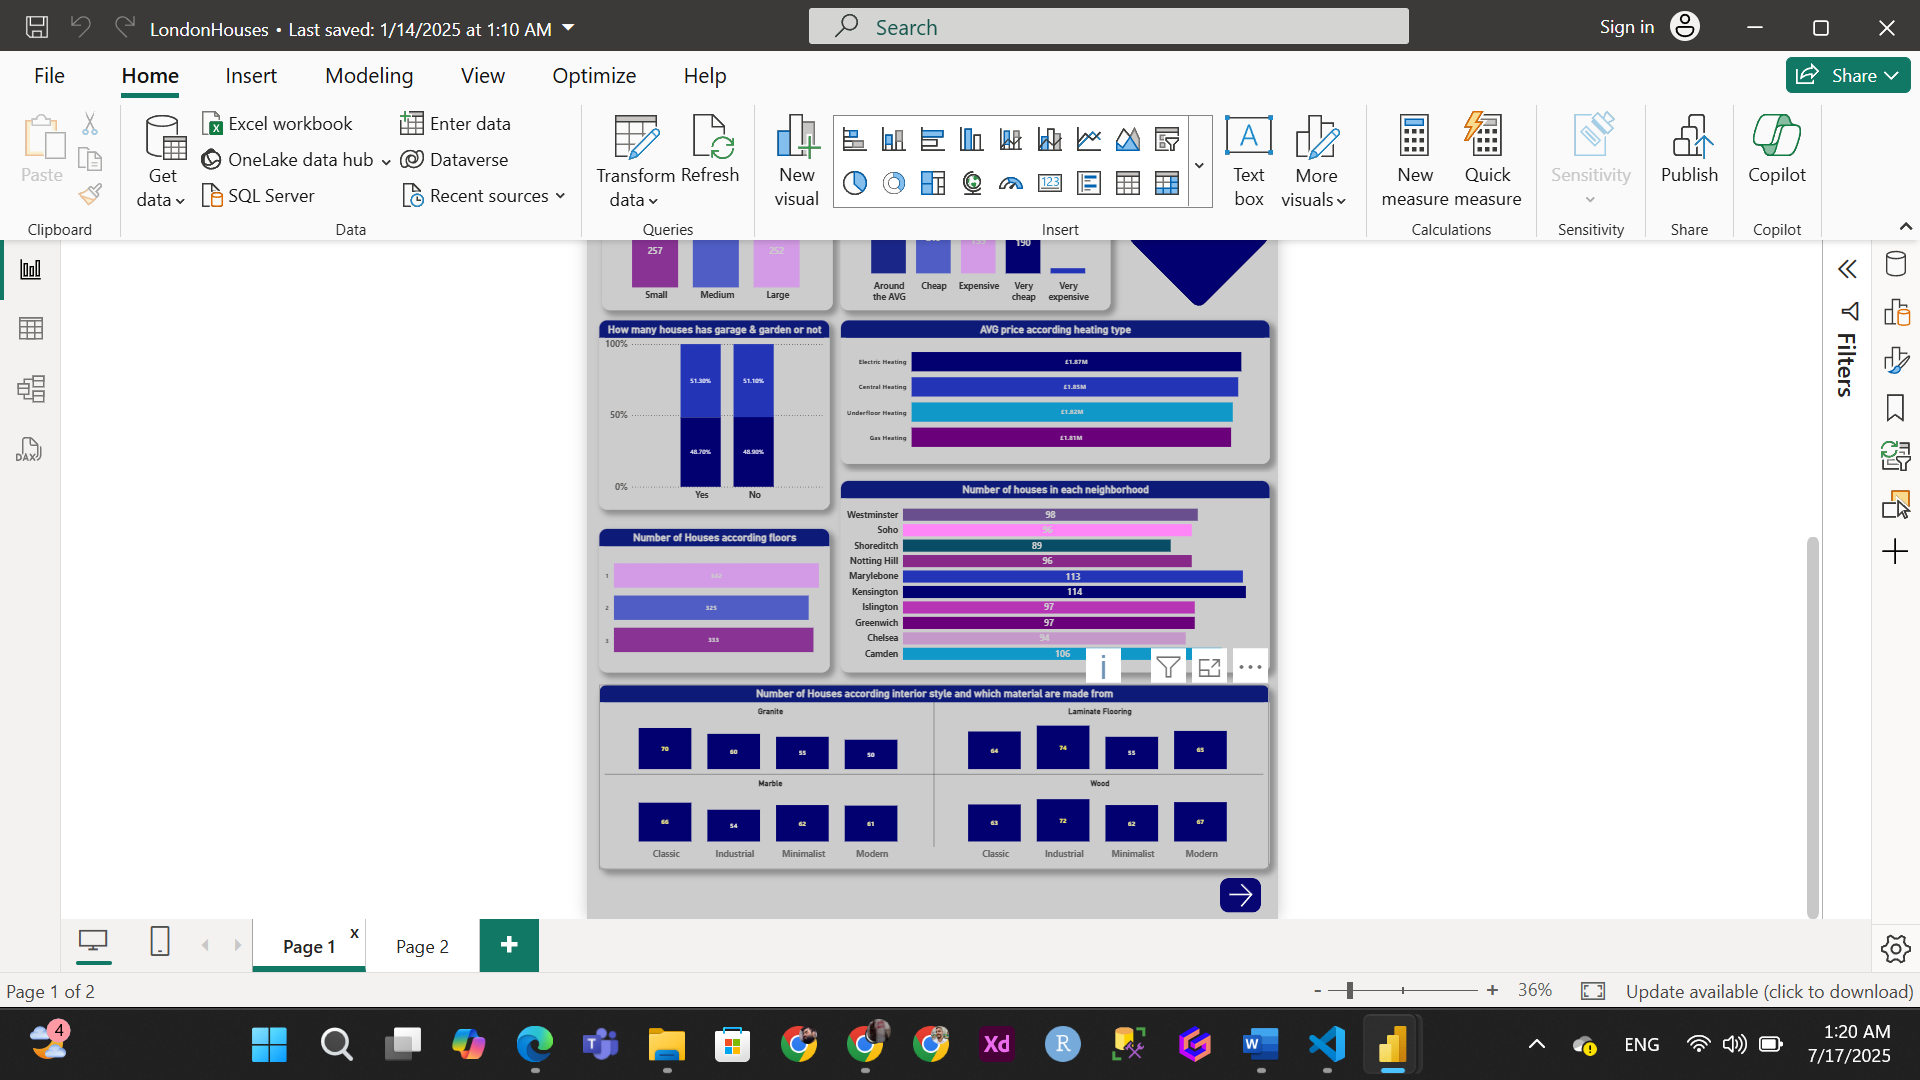 LondonHouses • Last saved: 1/14/2025 at 1:10 AM
Search
Sign in
File
Home
Insert
Modeling
View
Optimize
Help
Share
Paste
Clipboard
Get data
Excel workbook
OneLake data hub
SQL Server
Enter data
Dataverse
Recent sources
Data
Transform data
Refresh
Queries
New visual
123
Insert
A
Text box
More visuals
New measure
Quick measure
Calculations
Sensitivity
Sensitivity
Publish
Share
Copilot
Copilot
DAX
Filters
257
252
Small
Medium
Large
190
Around the AVG
Cheap
Expensive
Very cheap
Very expensive
How many houses has garage & garden or not
100%
50%
0%
51.30%
51.10%
48.70%
48.90%
Yes
No
AVG price according heating type
Electric Heating
£1.87M
Central Heating
£1.85M
Underfloor Heating
£1.82M
Gas Heating
£1.81M
Number of Houses according floors
1
2
325
3
333
Number of houses in each neighborhood
Westminster
98
Soho
96
Shoreditch
89
Notting Hill
96
Marylebone
113
Kensington
114
Islington
97
Greenwich
97
Chelsea
94
Camden
106
Number of Houses according interior style and which material are made from
Granite
70
60
55
50
Laminate Flooring
64
74
55
65
Marble
66
54
62
61
Wood
63
72
62
67
Classic
Industrial
Minimalist
Modern
Classic
Industrial
Minimalist
Modern
Page 1
x
Page 2
+
Page 1 of 2
-
+
36%
Update available (click to download)
4
Xd
R
W
ENG
1:20 AM
7/17/2025